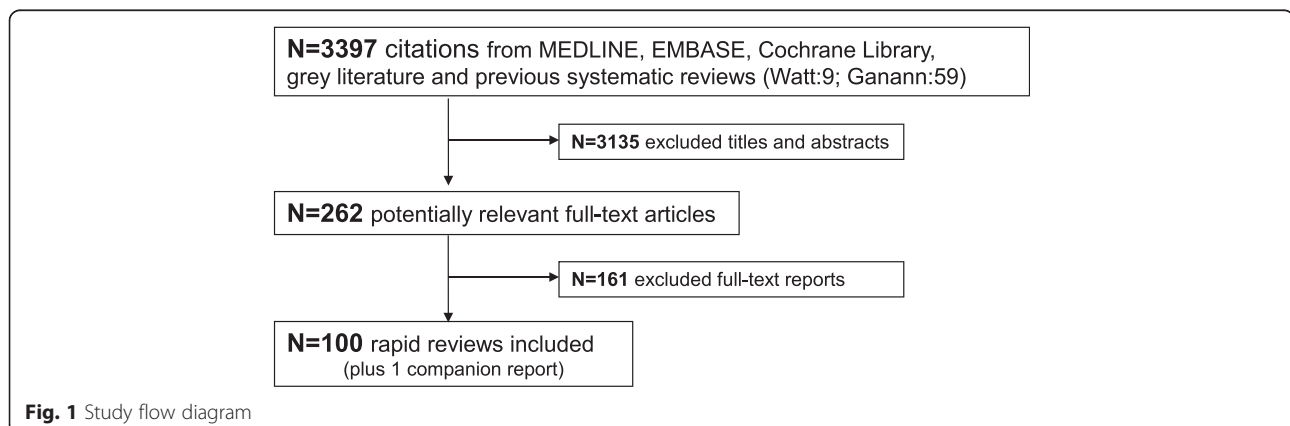 N=3397 citations from MEDLINE, EMBASE, Cochrane Library,
grey literature and previous systematic reviews (Watt:9; Ganann:59)
N=3135 excluded titles and abstracts
N=262 potentially relevant full-text articles
N=161 excluded full-text reports
N=100 rapid reviews included
(plus 1 companion report)
Fig. 1 Study flow diagram